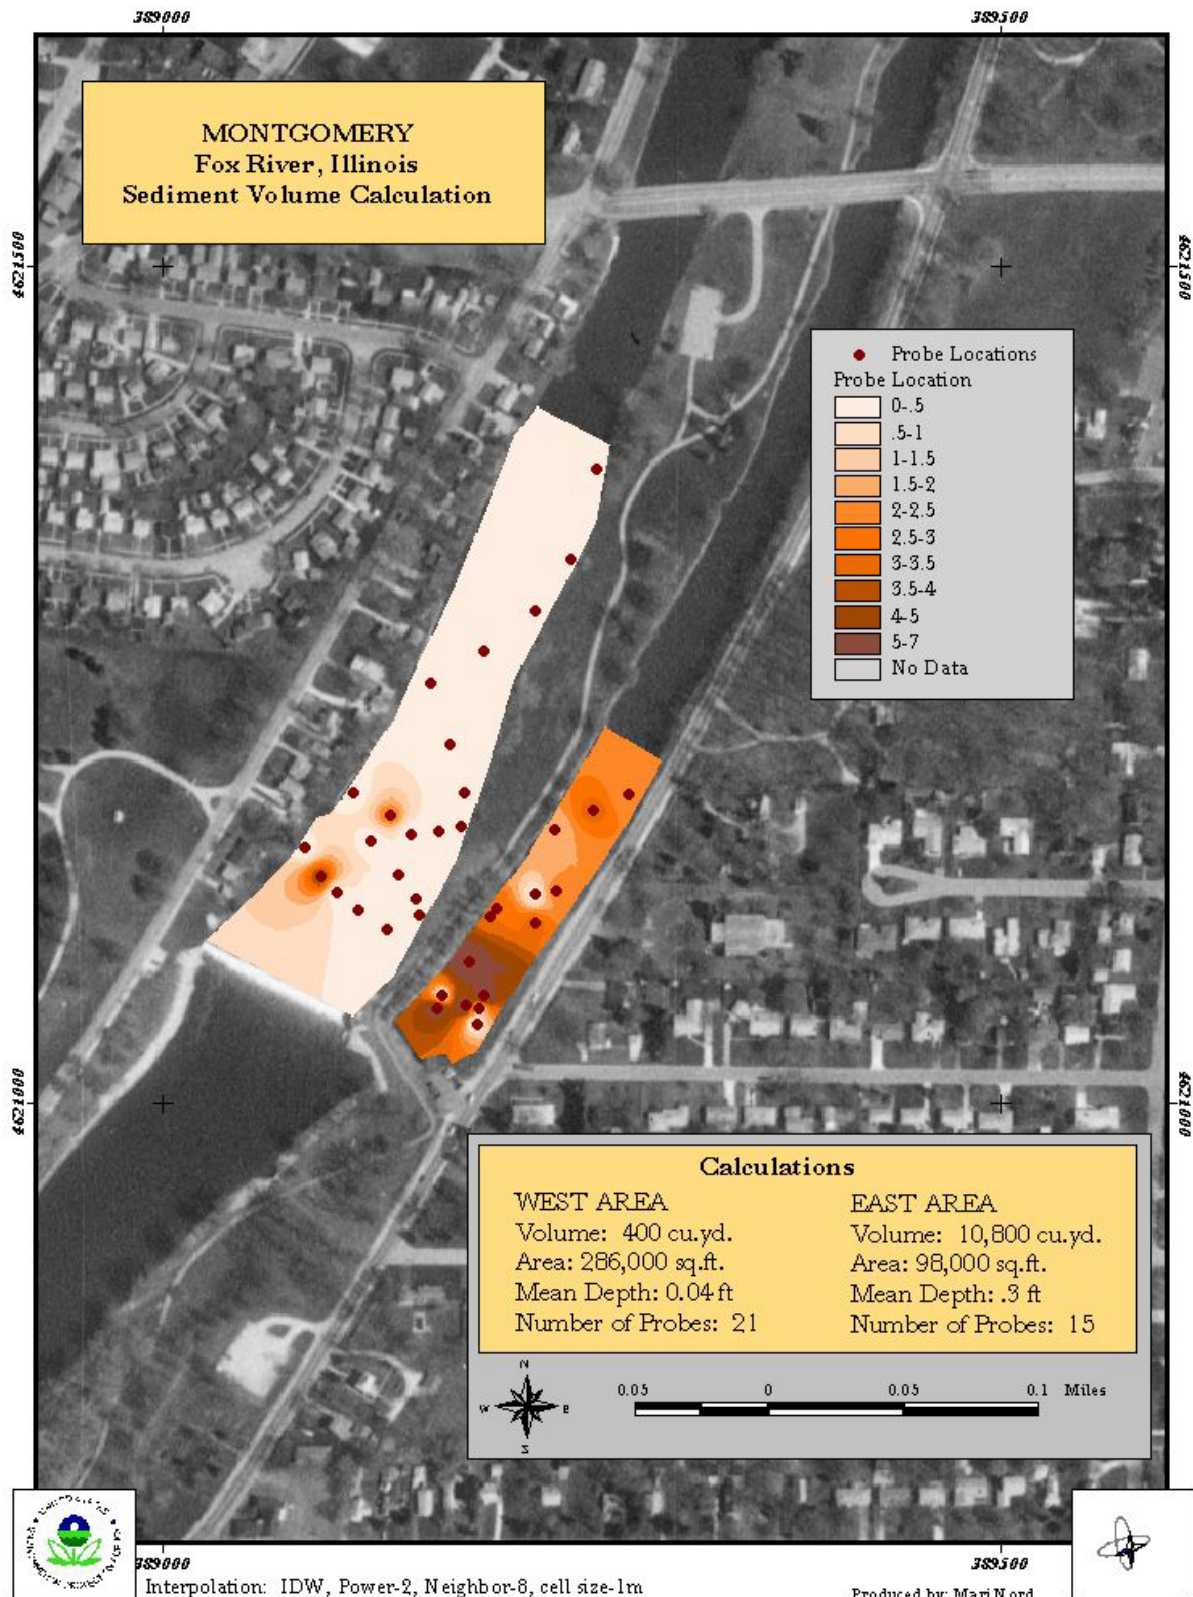 389000 389500
MONTGOMERY
Fox River, Illinois
Sediment Volume Calculation
4621500 4621500
Probe Locations
Probe Location
0-.5
.5-1
1-1.5
1.5-2
2-2.5
2.5-3
3-3.5
3.5-4
4-5
5-7
No Data
4621000 4621000
Calculations
WEST AREA
Volume: 400 cu.yd.
Area: 286,000 sq.ft.
Mean Depth: 0.04 ft
Number of Probes: 21
EAST AREA
Volume: 10,800 cu.yd.
Area: 98,000 sq.ft.
Mean Depth: .3 ft
Number of Probes: 15
N
W E
S
0.05 0 0.05 0.1 Miles
UNITED STATES
389000 389500
Interpolation: IDW, Power-2, Neighbor-8, cell size-1m
Produced by: Mari Nord